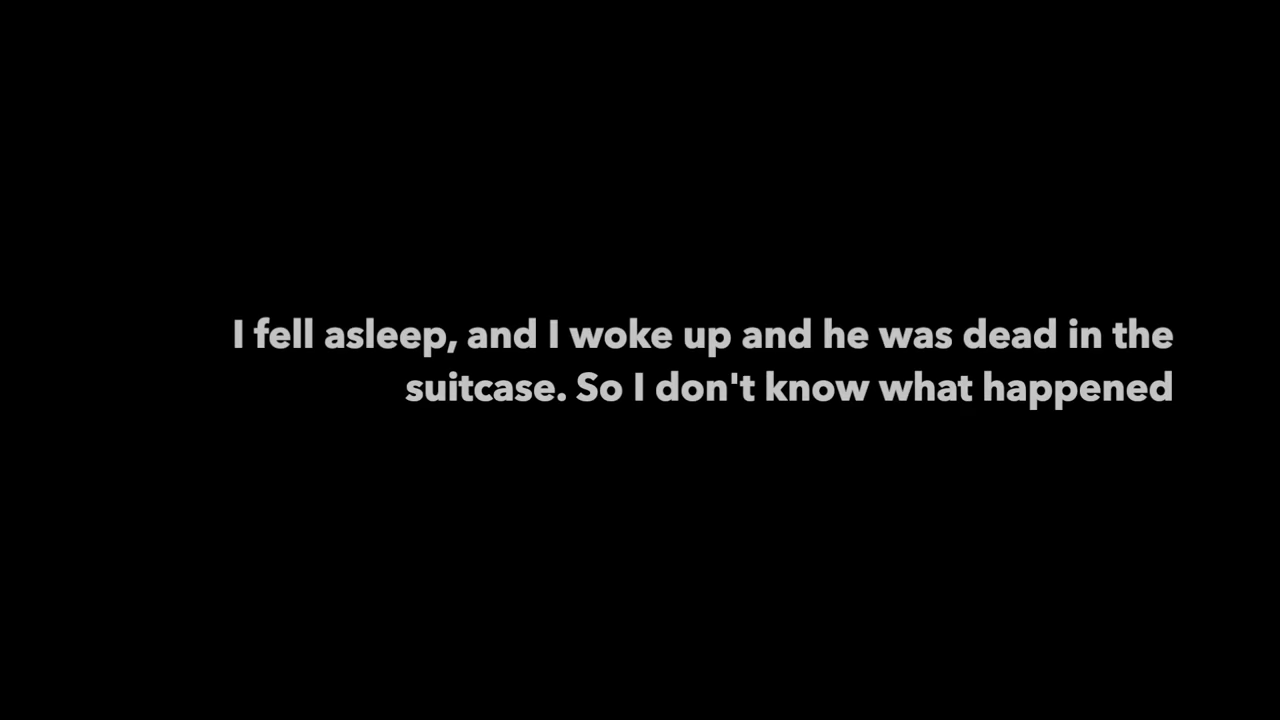 I fell asleep, and I woke up and he was dead in the
suitcase. So I don't know what happened